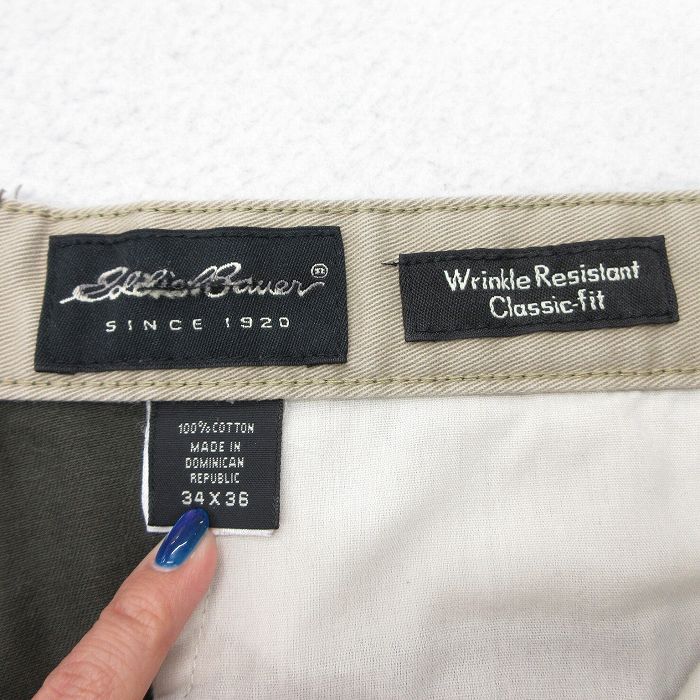 Eddie Bauer
SINCE 1920
Wrinkle Resistant
Classic-fit
100% COTTON
MADE IN
DOMINICAN
REPUBLIC
34 X 36